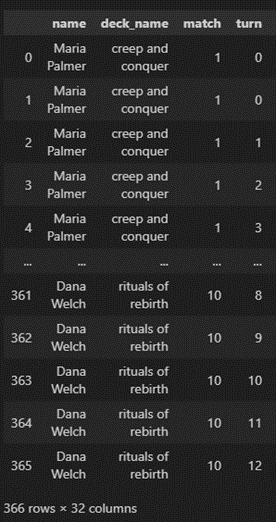 name deck_name match turn
0 Maria Palmer creep and conquer 1 0
1 Maria Palmer creep and conquer 1 0
2 Maria Palmer creep and conquer 1 1
3 Maria Palmer creep and conquer 1 2
4 Maria Palmer creep and conquer 1 3
... ... ... ... ...
361 Dana Welch rituals of rebirth 10 8
362 Dana Welch rituals of rebirth 10 9
363 Dana Welch rituals of rebirth 10 10
364 Dana Welch rituals of rebirth 10 11
365 Dana Welch rituals of rebirth 10 12
366 rows × 32 columns